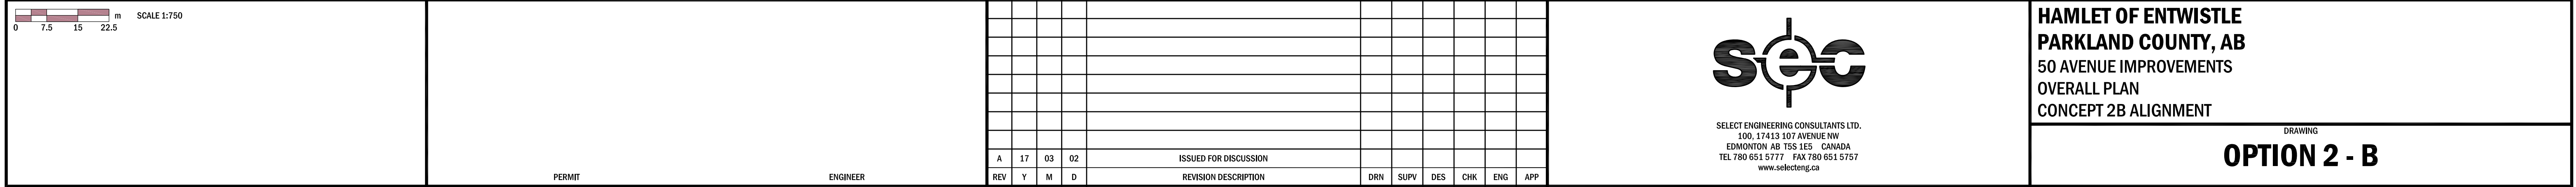 m SCALE 1:750
0 7.5 15 22.5
PERMIT ENGINEER
A 17 03 02 ISSUED FOR DISCUSSION
REV Y M D REVISION DESCRIPTION DRN SUPV DES CHK ENG APP
sec
SELECT ENGINEERING CONSULTANTS LTD.
100, 17413 107 AVENUE NW
EDMONTON AB T5S 1E5 CANADA
TEL 780 651 5777 FAX 780 651 5757
www.selecteng.ca
HAMLET OF ENTWISTLE
PARKLAND COUNTY, AB
50 AVENUE IMPROVEMENTS
OVERALL PLAN
CONCEPT 2B ALIGNMENT
DRAWING
OPTION 2 - B